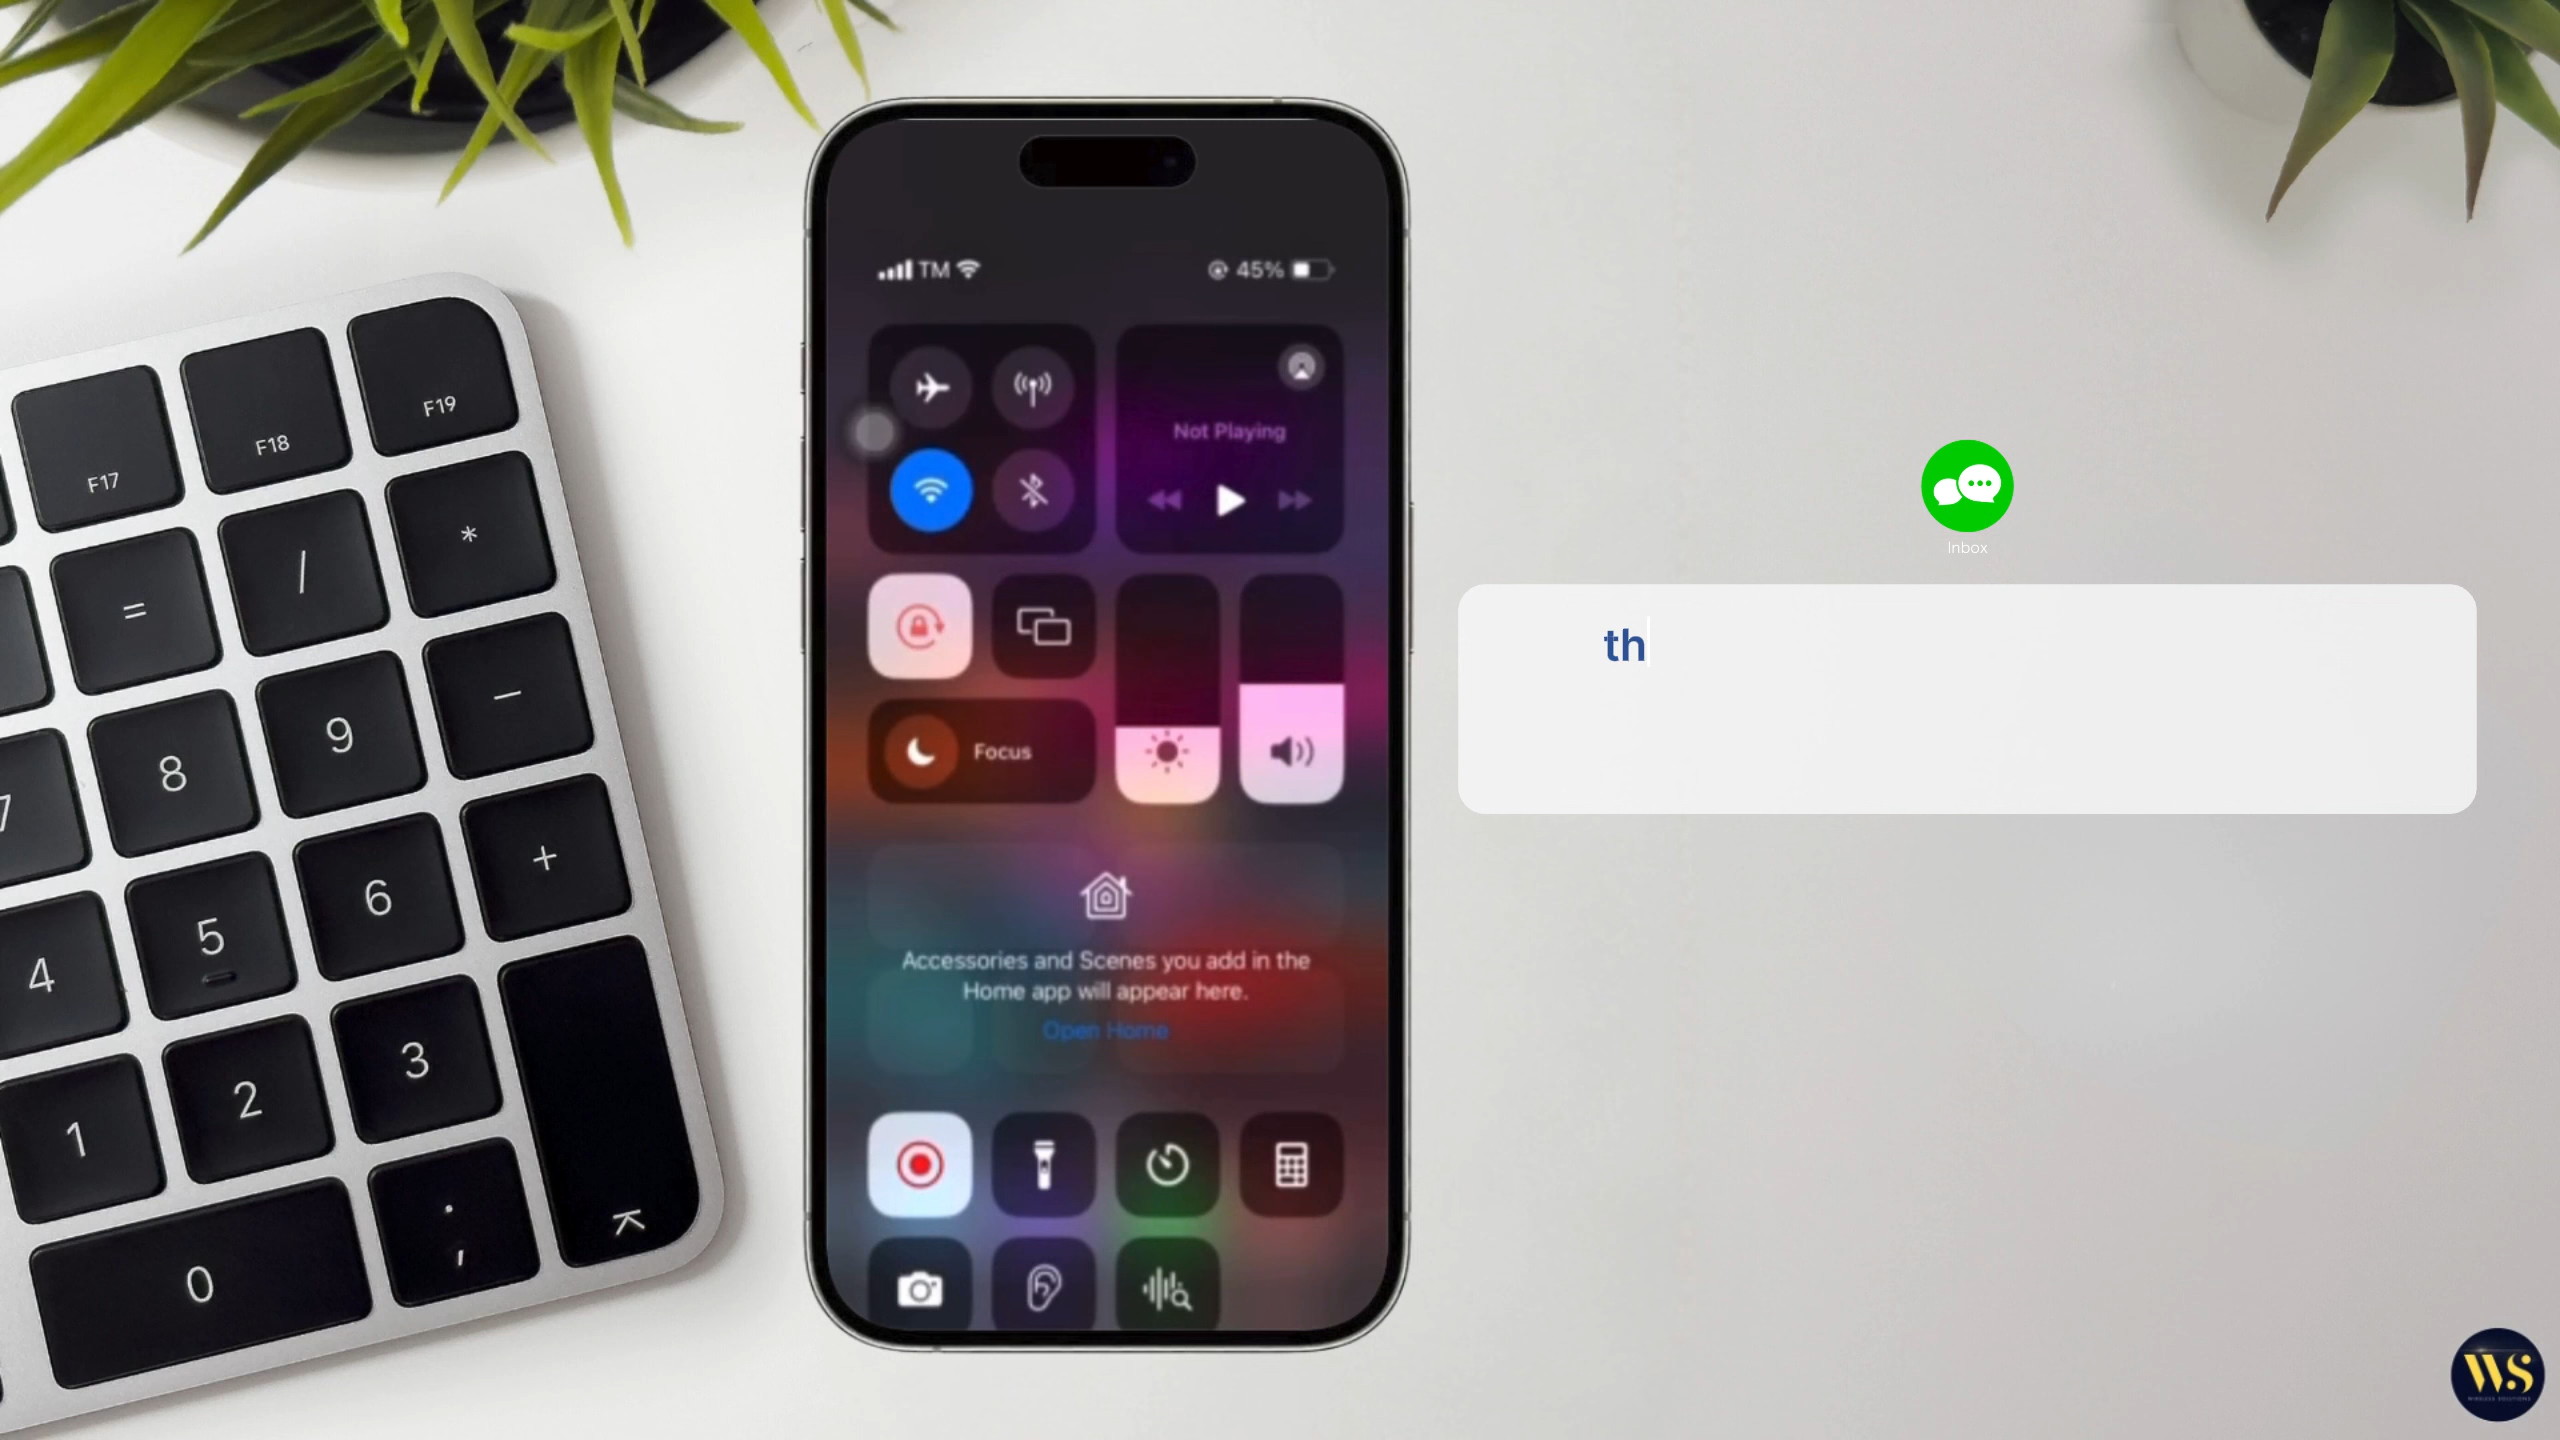 F17
F18
F19
=
/
*
7
8
9
−
4
5
6
+
1
2
3
0
.
,
TM
45%
Not Playing
Focus
Accessories and Scenes you add in the
Home app will appear here.
Open Home
Inbox
th
WS